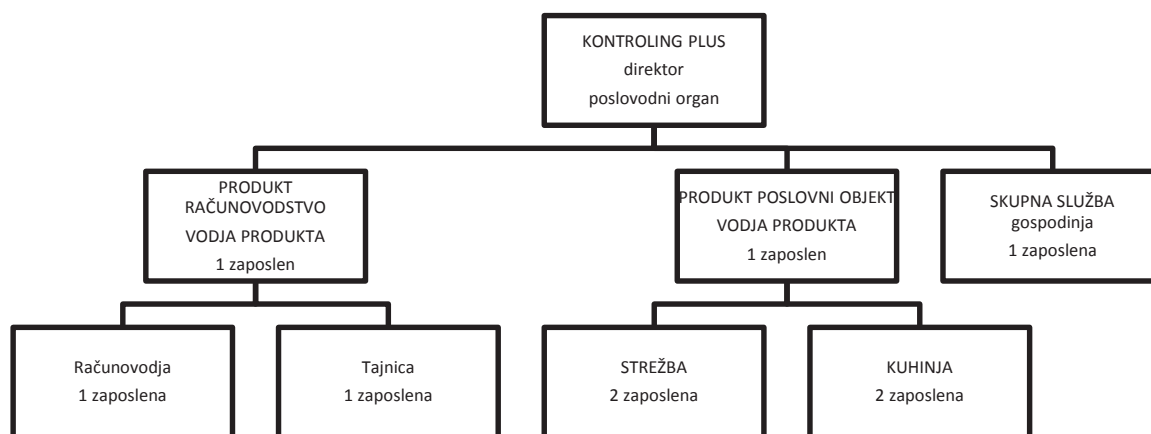 KONTROLING PLUS
direktor
poslovodni organ
PRODUKT
RAČUNOVODSTVO
VODJA PRODUKTA
1 zaposlen
PRODUKT POSLOVNI OBJEKT
VODJA PRODUKTA
1 zaposlen
SKUPNA SLUŽBA
gospodinja
1 zaposlena
Računovodja
1 zaposlena
Tajnica
1 zaposlena
STREŽBA
2 zaposlena
KUHINJA
2 zaposlena